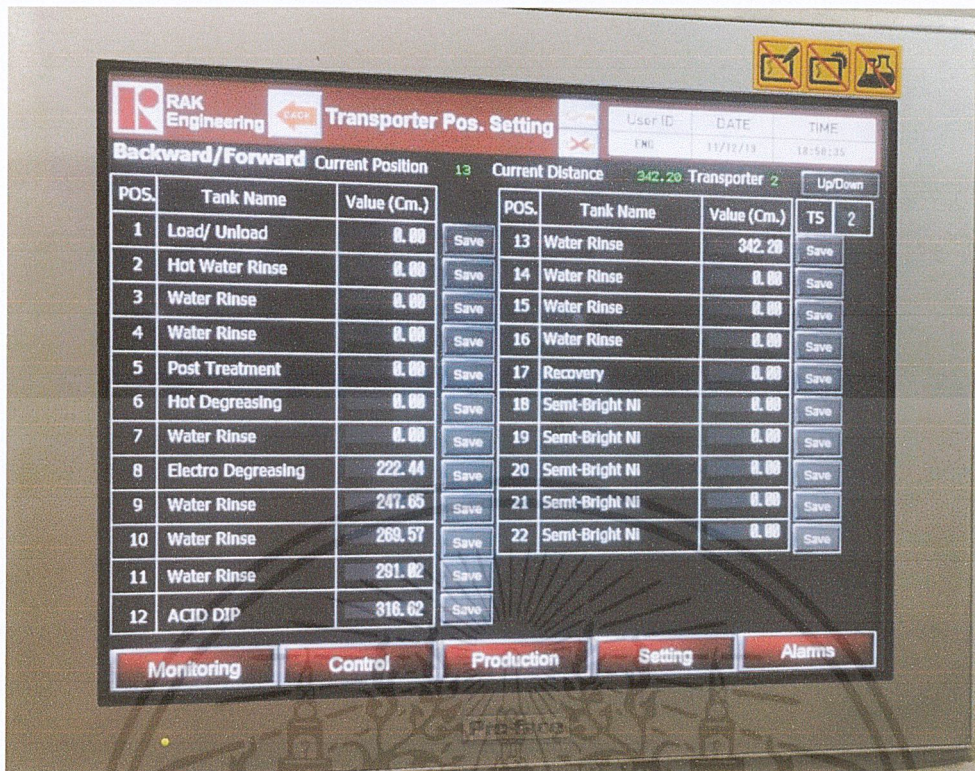 RAK
Engineering
BACK
Transporter Pos. Setting
User ID DATE TIME
ENG 11/12/19 18:58:35
Backward/Forward Current Position 13 Current Distance 342.20 Transporter 2 Up/Down
POS. Tank Name Value (Cm.)
1 Load/ Unload 0.00 Save
2 Hot Water Rinse 0.00 Save
3 Water Rinse 0.00 Save
4 Water Rinse 0.00 Save
5 Post Treatment 0.00 Save
6 Hot Degreasing 0.00 Save
7 Water Rinse 0.00 Save
8 Electro Degreasing 222.44 Save
9 Water Rinse 247.65 Save
10 Water Rinse 269.57 Save
11 Water Rinse 291.02 Save
12 ACID DIP 316.62 Save
POS. Tank Name Value (Cm.) TS 2
13 Water Rinse 342.20 Save
14 Water Rinse 0.00 Save
15 Water Rinse 0.00 Save
16 Water Rinse 0.00 Save
17 Recovery 0.00 Save
18 Semt-Bright Ni 0.00 Save
19 Semt-Bright Ni 0.00 Save
20 Semt-Bright Ni 0.00 Save
21 Semt-Bright Ni 0.00 Save
22 Semt-Bright Ni 0.00 Save
Monitoring Control Production Setting Alarms
Pro-face